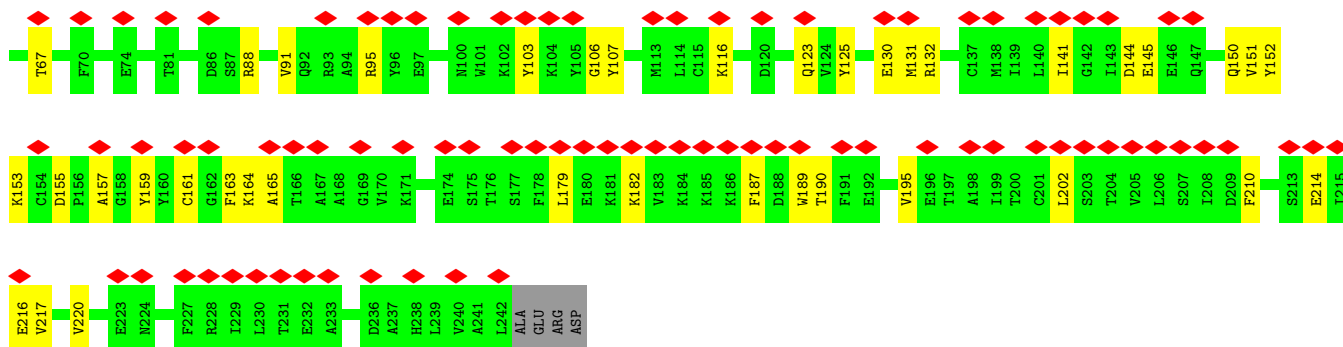 T67 F70 E74 T81 D86 S87 R88 V91 Q92 R93 A94 R95 Y96 E97 N100 W101 K102 Y103 K104 Y105 G106 Y107 M113 L114 C115 K116 D120 Q123 V124 Y125 E130 M131 R132 C137 M138 I139 L140 I141 G142 I143 D144 E145 E146 Q147 Q150 V151 Y152
K153 C154 D155 P156 A157 G158 Y159 Y160 C161 G162 F163 K164 A165 T166 A167 A168 G169 V170 K171 E174 S175 T176 S177 F178 L179 E180 K181 K182 V183 K184 K185 K186 F187 D188 W189 T190 F191 E192 V195 E196 T197 A198 I199 T200 C201 L202 S203 T204 V205 L206 S207 I208 D209 F210 S213 E214 I215
E216 V217 V220 E223 N224 F227 R228 I229 L230 T231 E232 A233 D236 A237 H238 L239 V240 A241 L242 ALA GLU ARG ASP